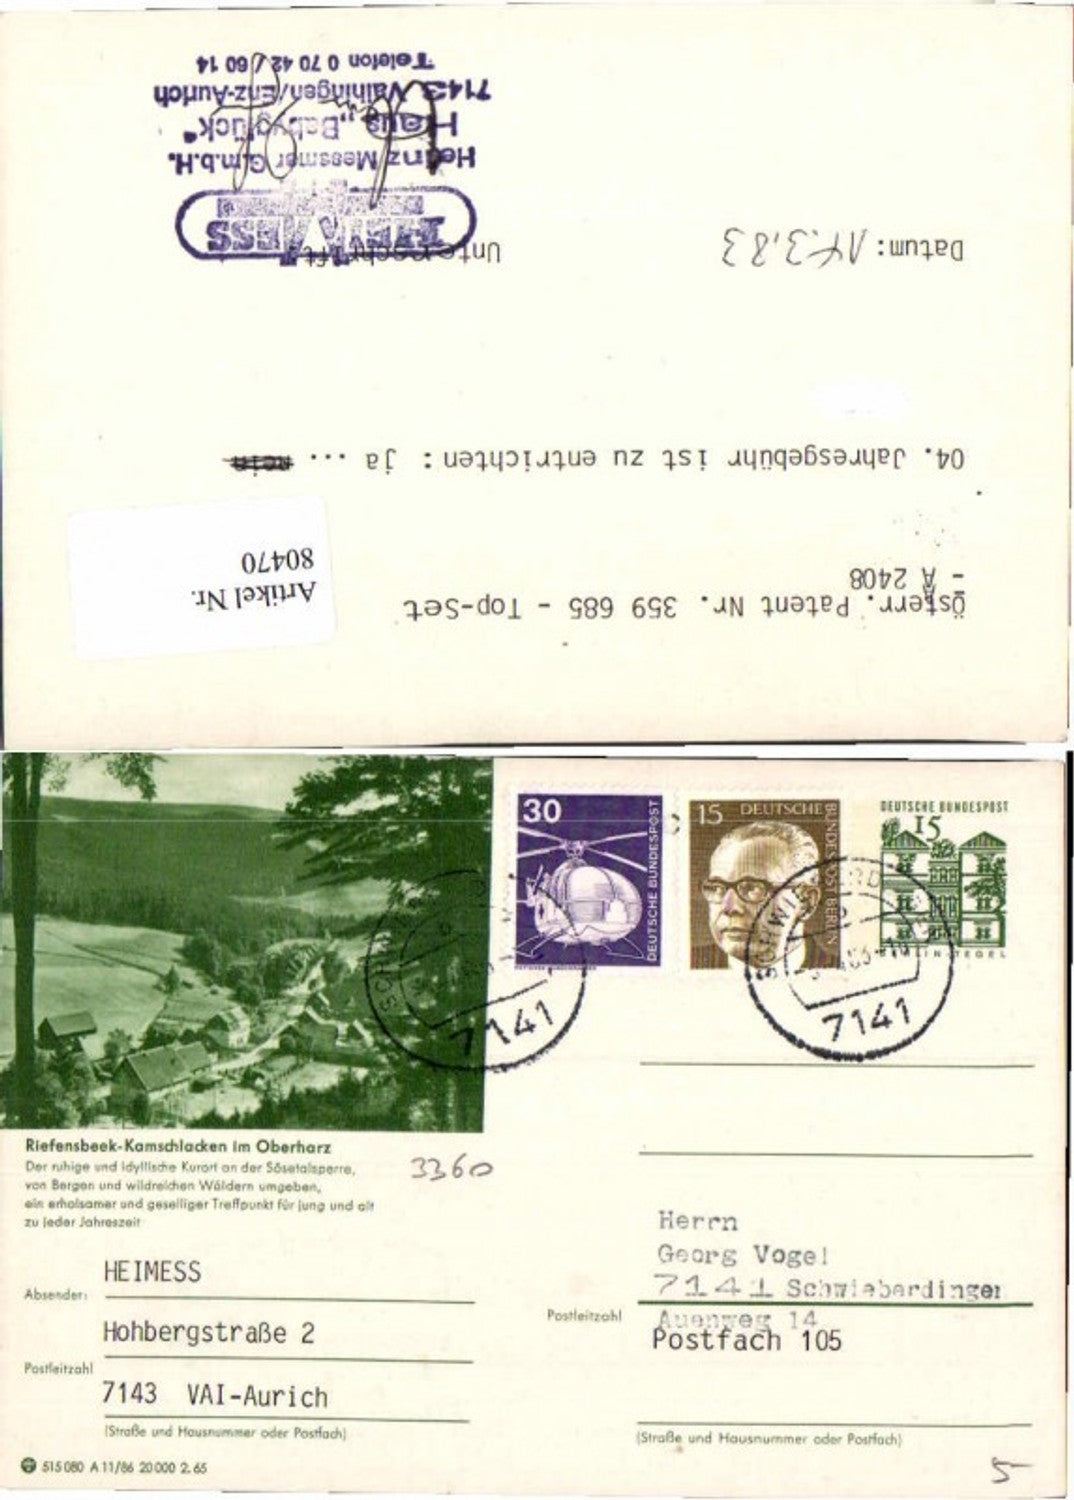 Österr. Patent Nr. 359 685 - Top-Set
- A 2408
Artikel Nr.
80470
04. Jahresgebühr ist zu entrichten: ja ... nein
Datum: 14.3.83
Unterschrift:
HEIMESS
Heinz Messmer G.m.b.H.
Haus "Babyglück"
7143 Vaihingen/Enz-Aurich
Telefon 0 70 42 / 60 14
30
DEUTSCHE BUNDESPOST
15 DEUTSCHE
BUNDESPOST BERLIN
DEUTSCHE BUNDESPOST
15
BERLIN-TEGEL
7141
7141
Riefensbeek-Kamschlacken im Oberharz
Der ruhige und idyllische Kurort an der Sösetalsperre,
von Bergen und wildreichen Wäldern umgeben,
ein erholsamer und geselliger Treffpunkt für jung und alt
zu jeder Jahreszeit
3360
HEIMESS
Absender:
Hohbergstraße 2
Postleitzahl
7143 VAI-Aurich
(Straße und Hausnummer oder Postfach)
515 080 A 11/86 20 000 2. 65
Herrn
Georg Vogel
7141 Schwieberdingen
Postleitzahl
Auenweg 14
Postfach 105
(Straße und Hausnummer oder Postfach)
5-